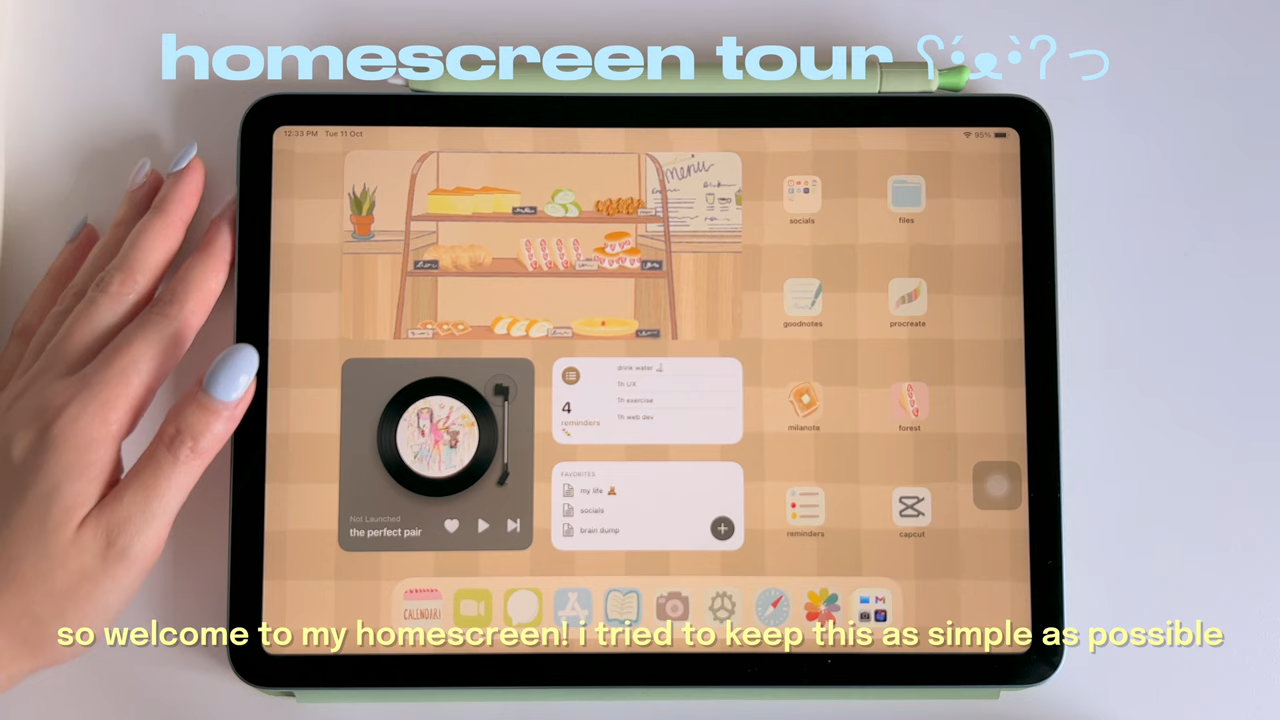 homescreen tour ʕ•́ᴥ•̀ʔっ
12:33 PM Tue 11 Oct
95%
menu
socials
files
goodnotes
procreate
drink water
1h UX
1h exercise
1h web dev
4
reminders
milanote
forest
FAVORITES
my life 🧸
socials
brain dump
Not Launched
the perfect pair
reminders
capcut
CALENDAR!
so welcome to my homescreen! i tried to keep this as simple as possible